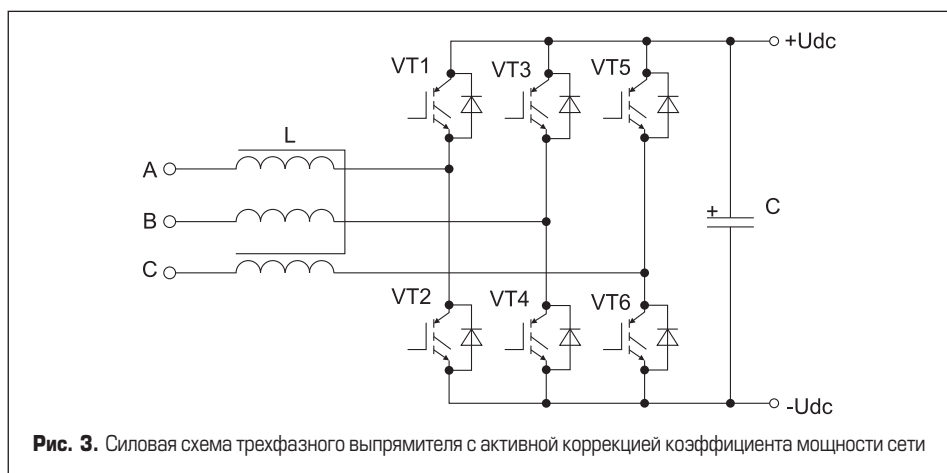 +Udc
VT1
VT3
VT5
L
A
B
C
+
C
VT2
VT4
VT6
-Udc
Рис. 3. Силовая схема трехфазного выпрямителя с активной коррекцией коэффициента мощности сети